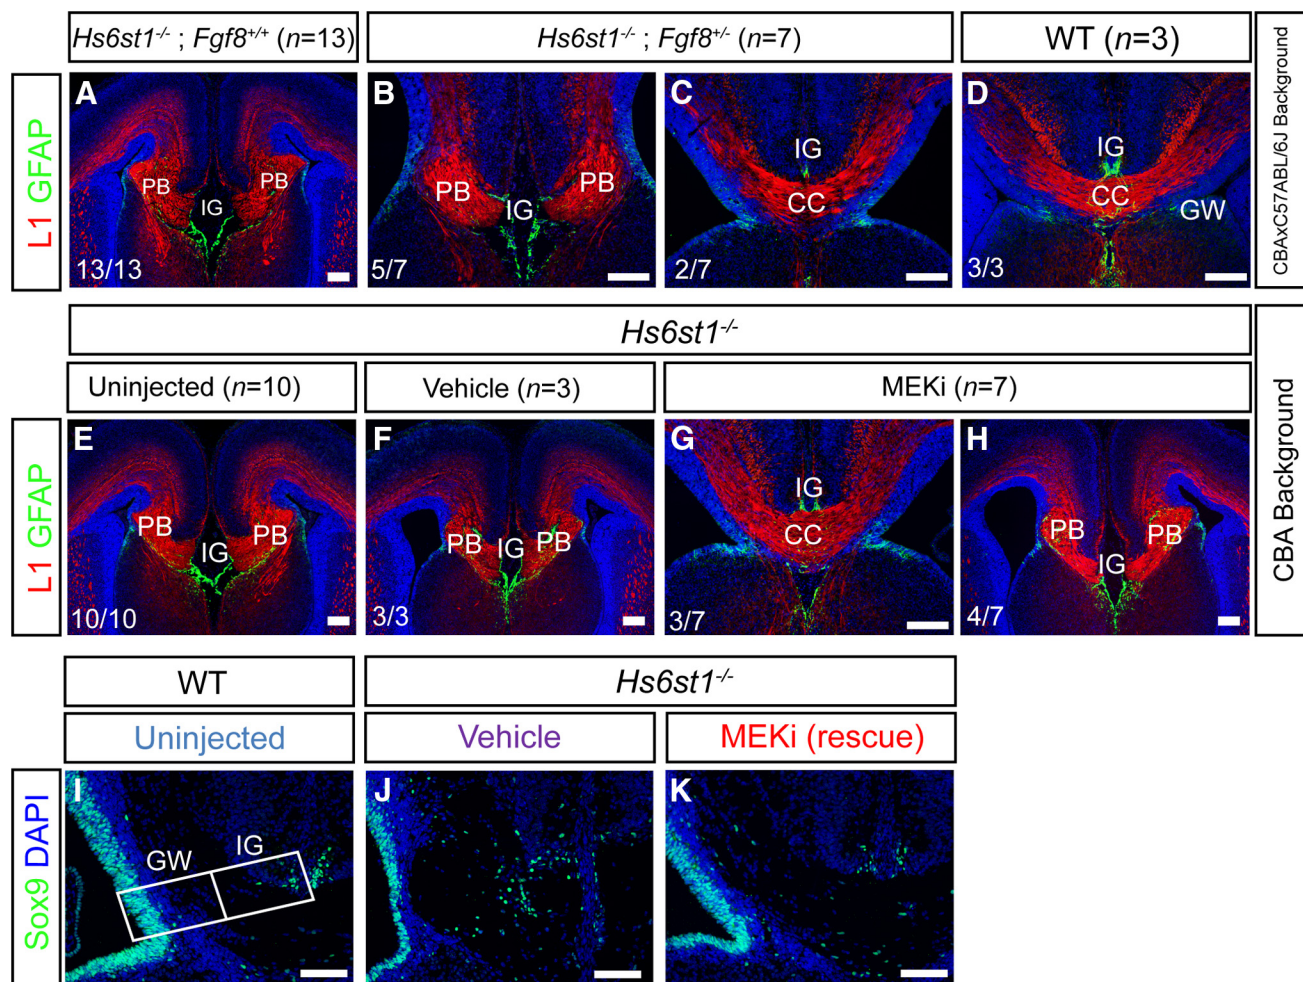 Hs6st1-/- ; Fgf8+/+ (n=13)
Hs6st1-/- ; Fgf8+/- (n=7)
WT (n=3)
CBAxC57ABL/6J Background
L1 GFAP
A
PB
PB
IG
13/13
B
PB
PB
IG
5/7
C
IG
CC
2/7
D
IG
CC
GW
3/3
Hs6st1-/-
Uninjected (n=10)
Vehicle (n=3)
MEKi (n=7)
CBA Background
L1 GFAP
E
PB
PB
IG
10/10
F
PB
IG
PB
3/3
G
IG
CC
3/7
H
PB
PB
IG
4/7
WT
Hs6st1-/-
Uninjected
Vehicle
MEKi (rescue)
Sox9 DAPI
I
GW
IG
J
K